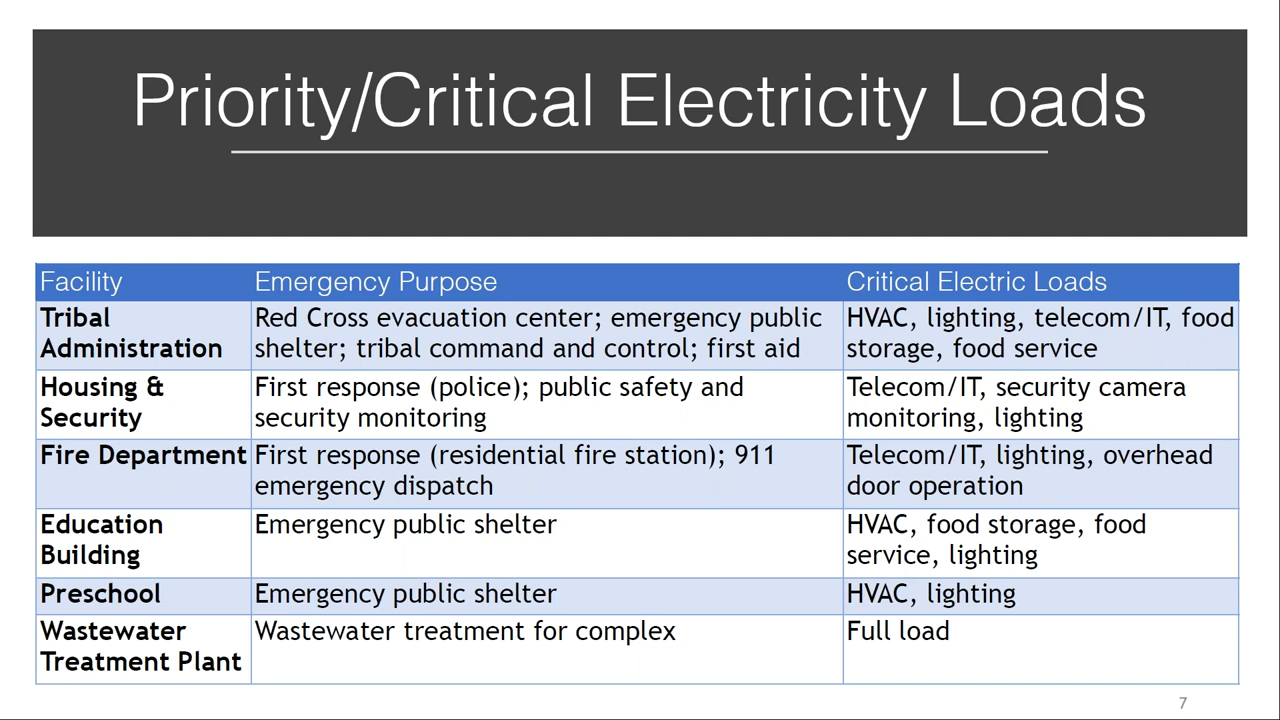 Priority/Critical Electricity Loads
Facility Emergency Purpose Critical Electric Loads
Tribal
Administration
Red Cross evacuation center; emergency public
shelter; tribal command and control; first aid
HVAC, lighting, telecom/IT, food
storage, food service
Housing &
Security
First response (police); public safety and
security monitoring
Telecom/IT, security camera
monitoring, lighting
Fire Department
First response (residential fire station); 911
emergency dispatch
Telecom/IT, lighting, overhead
door operation
Education
Building
Emergency public shelter
HVAC, food storage, food
service, lighting
Preschool
Emergency public shelter
HVAC, lighting
Wastewater
Treatment Plant
Wastewater treatment for complex
Full load
7